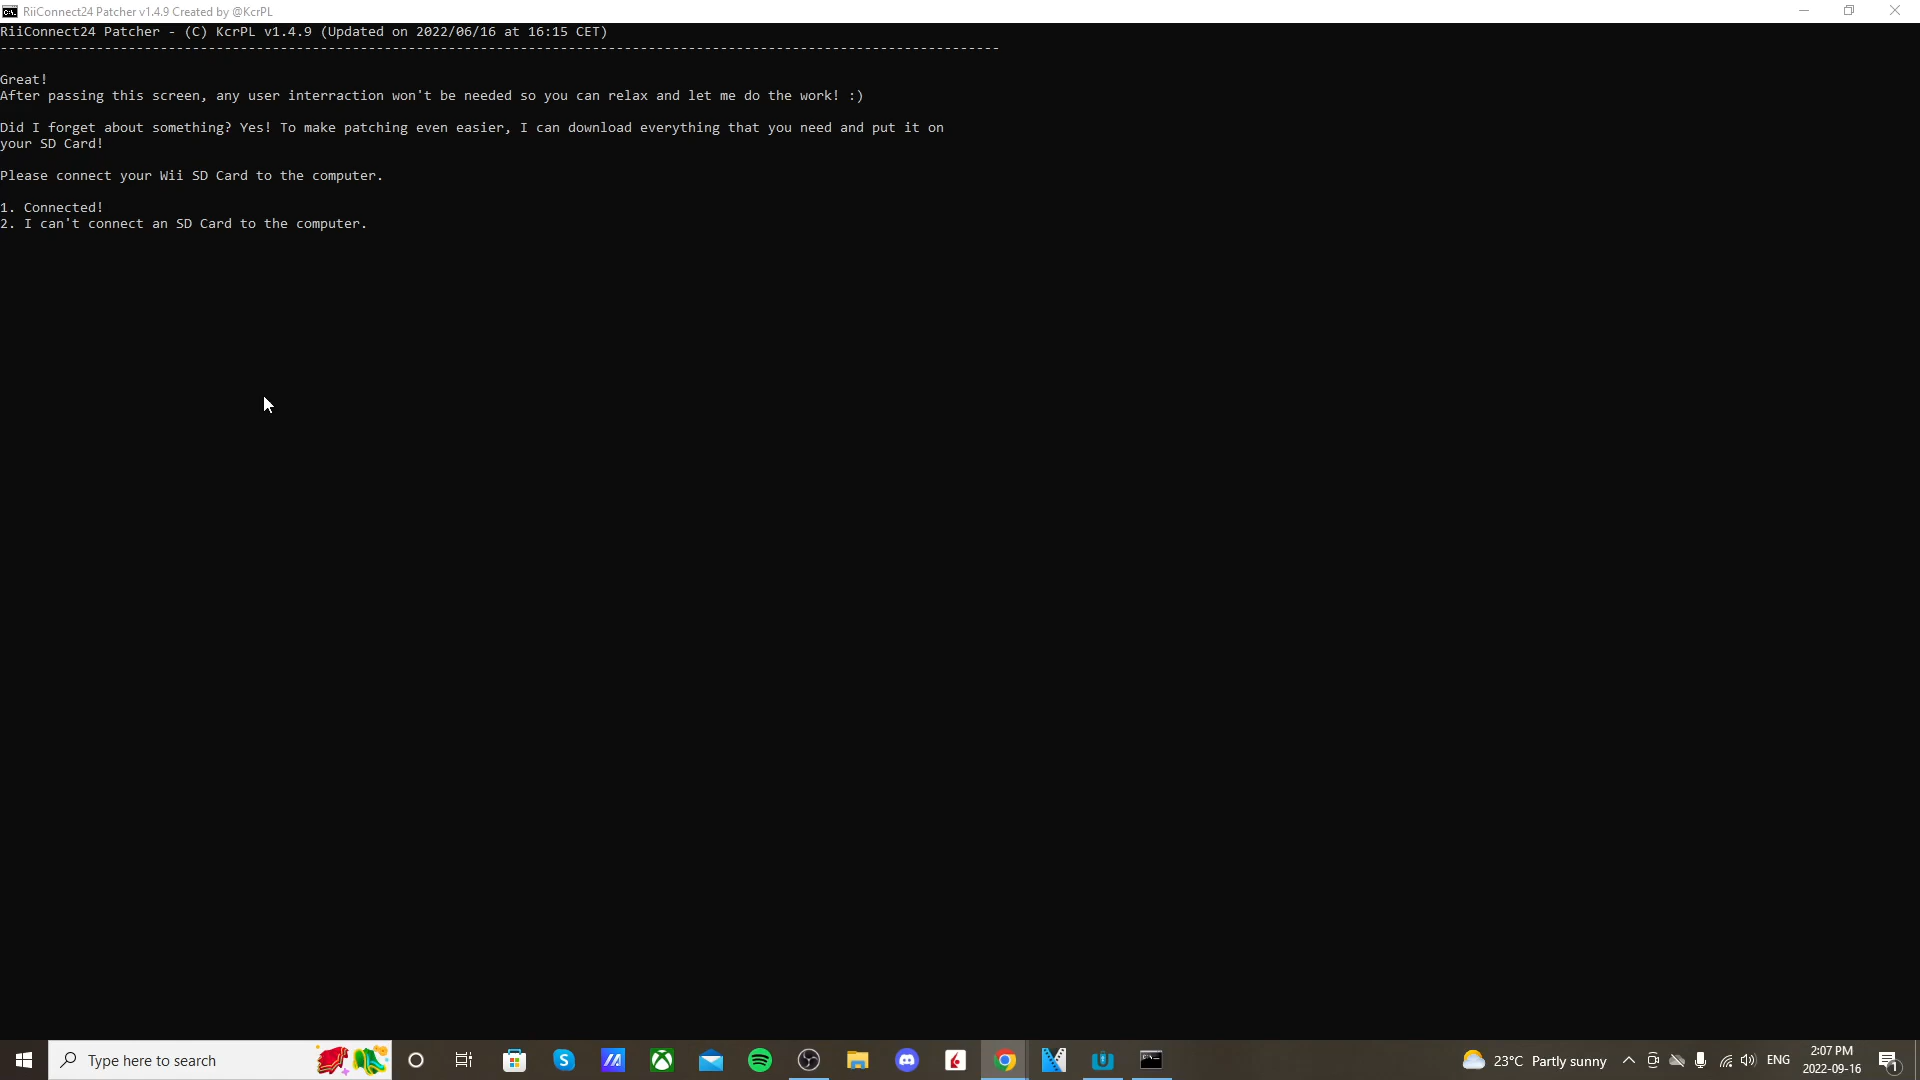 RiiConnect24 Patcher v1.4.9 Created by @KcrPL
RiiConnect24 Patcher - (C) KcrPL v1.4.9 (Updated on 2022/06/16 at 16:15 CET)
-----------------------------------------------------------------------------------------------------------------------------
Great!
After passing this screen, any user interraction won't be needed so you can relax and let me do the work! :)
Did I forget about something? Yes! To make patching even easier, I can download everything that you need and put it on
your SD Card!
Please connect your Wii SD Card to the computer.
1. Connected!
2. I can't connect an SD Card to the computer.
Type here to search
23°C Partly sunny
ENG
2:07 PM
2022-09-16
1